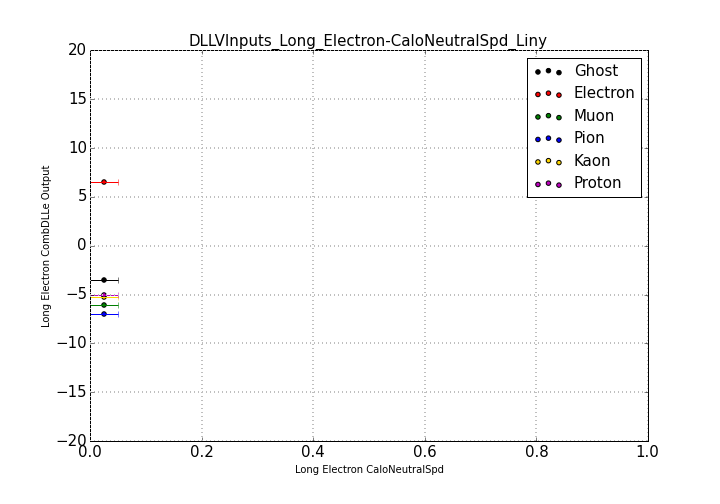 DLLVInputs_Long_Electron-CaloNeutralSpd_Liny
20
15
10
5
0
−5
−10
−15
−20
Long Electron CombDLLe Output
Ghost
Electron
Muon
Pion
Kaon
Proton
0.0 0.2 0.4 0.6 0.8 1.0
Long Electron CaloNeutralSpd